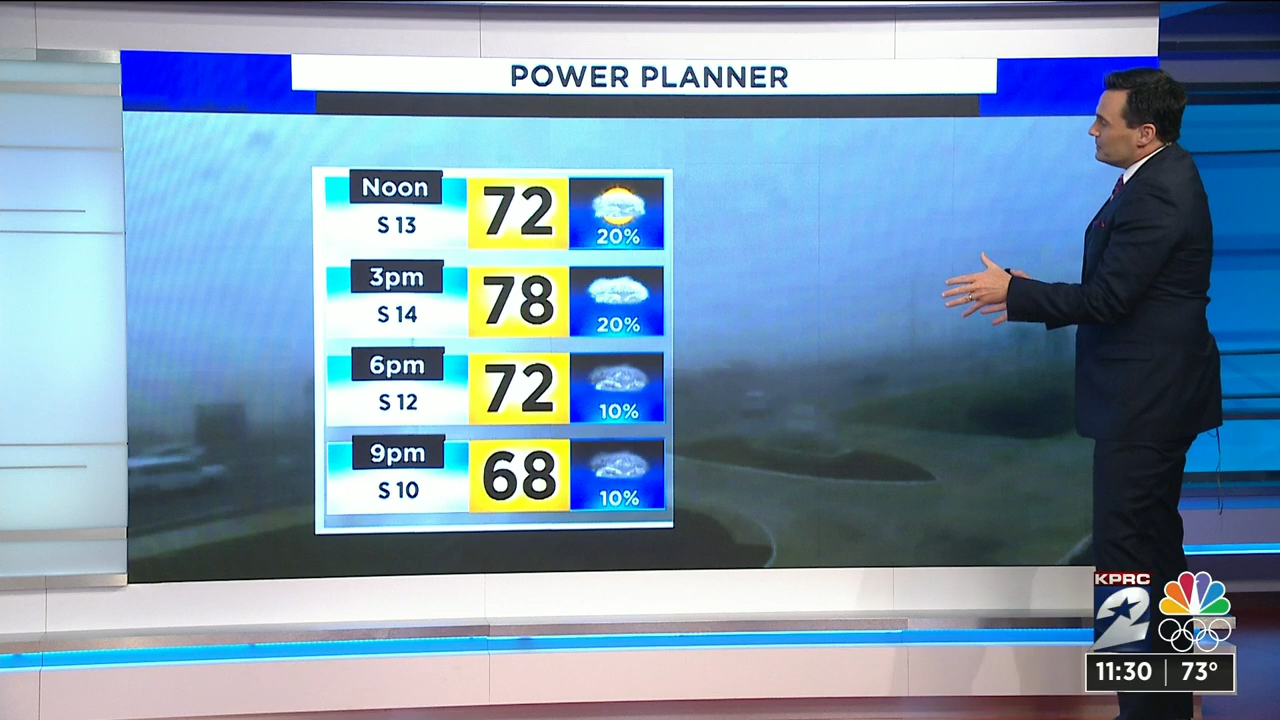 POWER PLANNER
Noon
S 13
72
20%
3pm
S 14
78
20%
6pm
S 12
72
10%
9pm
S 10
68
10%
KPRC
2
11:30 73°